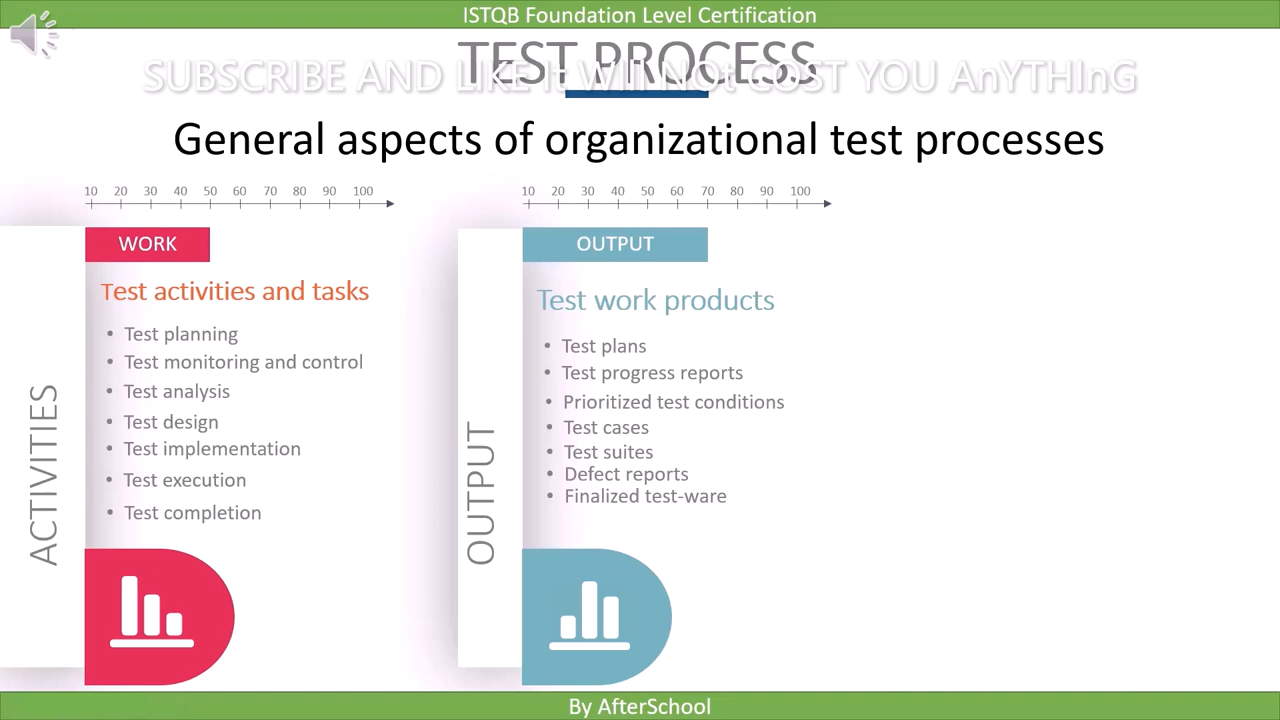 ISTQB Foundation Level Certification
TEST PROCESS
SUBSCRIBE AND LIKE it WIll NOt COST YOU AnYTHInG
General aspects of organizational test processes
10 20 30 40 50 60 70 80 90 100
WORK
Test activities and tasks
• Test planning
• Test monitoring and control
• Test analysis
• Test design
• Test implementation
• Test execution
• Test completion
ACTIVITIES
10 20 30 40 50 60 70 80 90 100
OUTPUT
Test work products
• Test plans
• Test progress reports
• Prioritized test conditions
• Test cases
• Test suites
• Defect reports
• Finalized test-ware
OUTPUT
By AfterSchool